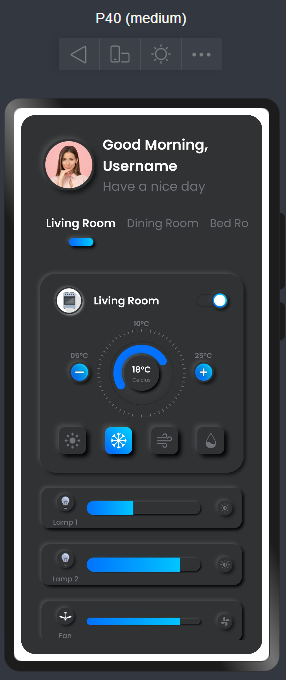 P40 (medium)
Good Morning,
Username
Have a nice day
Living Room Dining Room Bed Ro
Living Room
10°C
05°C
25°C
18°C
Celcius
Lamp 1
Lamp 2
Fan